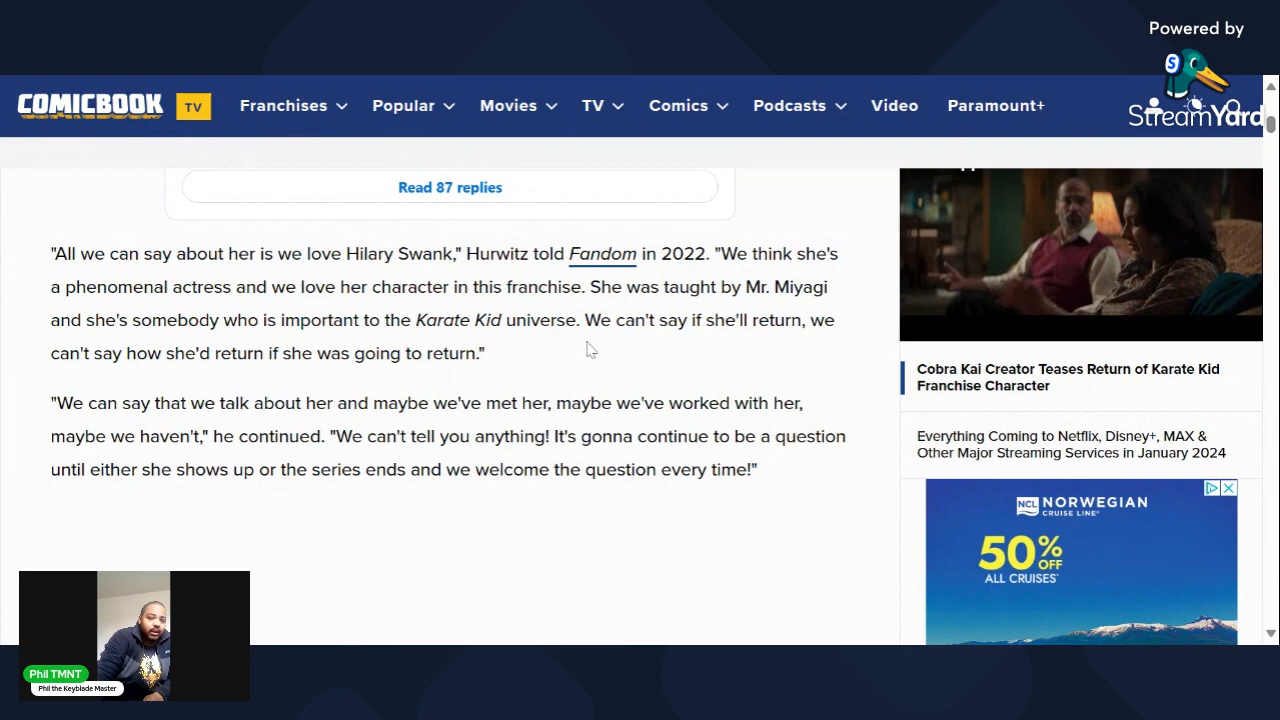 Powered by
StreamYard
COMICBOOK TV Franchises Popular Movies TV Comics Podcasts Video Paramount+
Read 87 replies
"All we can say about her is we love Hilary Swank," Hurwitz told Fandom in 2022. "We think she's
a phenomenal actress and we love her character in this franchise. She was taught by Mr. Miyagi
and she's somebody who is important to the Karate Kid universe. We can't say if she'll return, we
can't say how she'd return if she was going to return."
"We can say that we talk about her and maybe we've met her, maybe we've worked with her,
maybe we haven't," he continued. "We can't tell you anything! It's gonna continue to be a question
until either she shows up or the series ends and we welcome the question every time!"
Cobra Kai Creator Teases Return of Karate Kid
Franchise Character
Everything Coming to Netflix, Disney+, MAX &
Other Major Streaming Services in January 2024
NCL NORWEGIAN
CRUISE LINE®
50% OFF
ALL CRUISES*
Phil TMNT
Phil the Keyblade Master